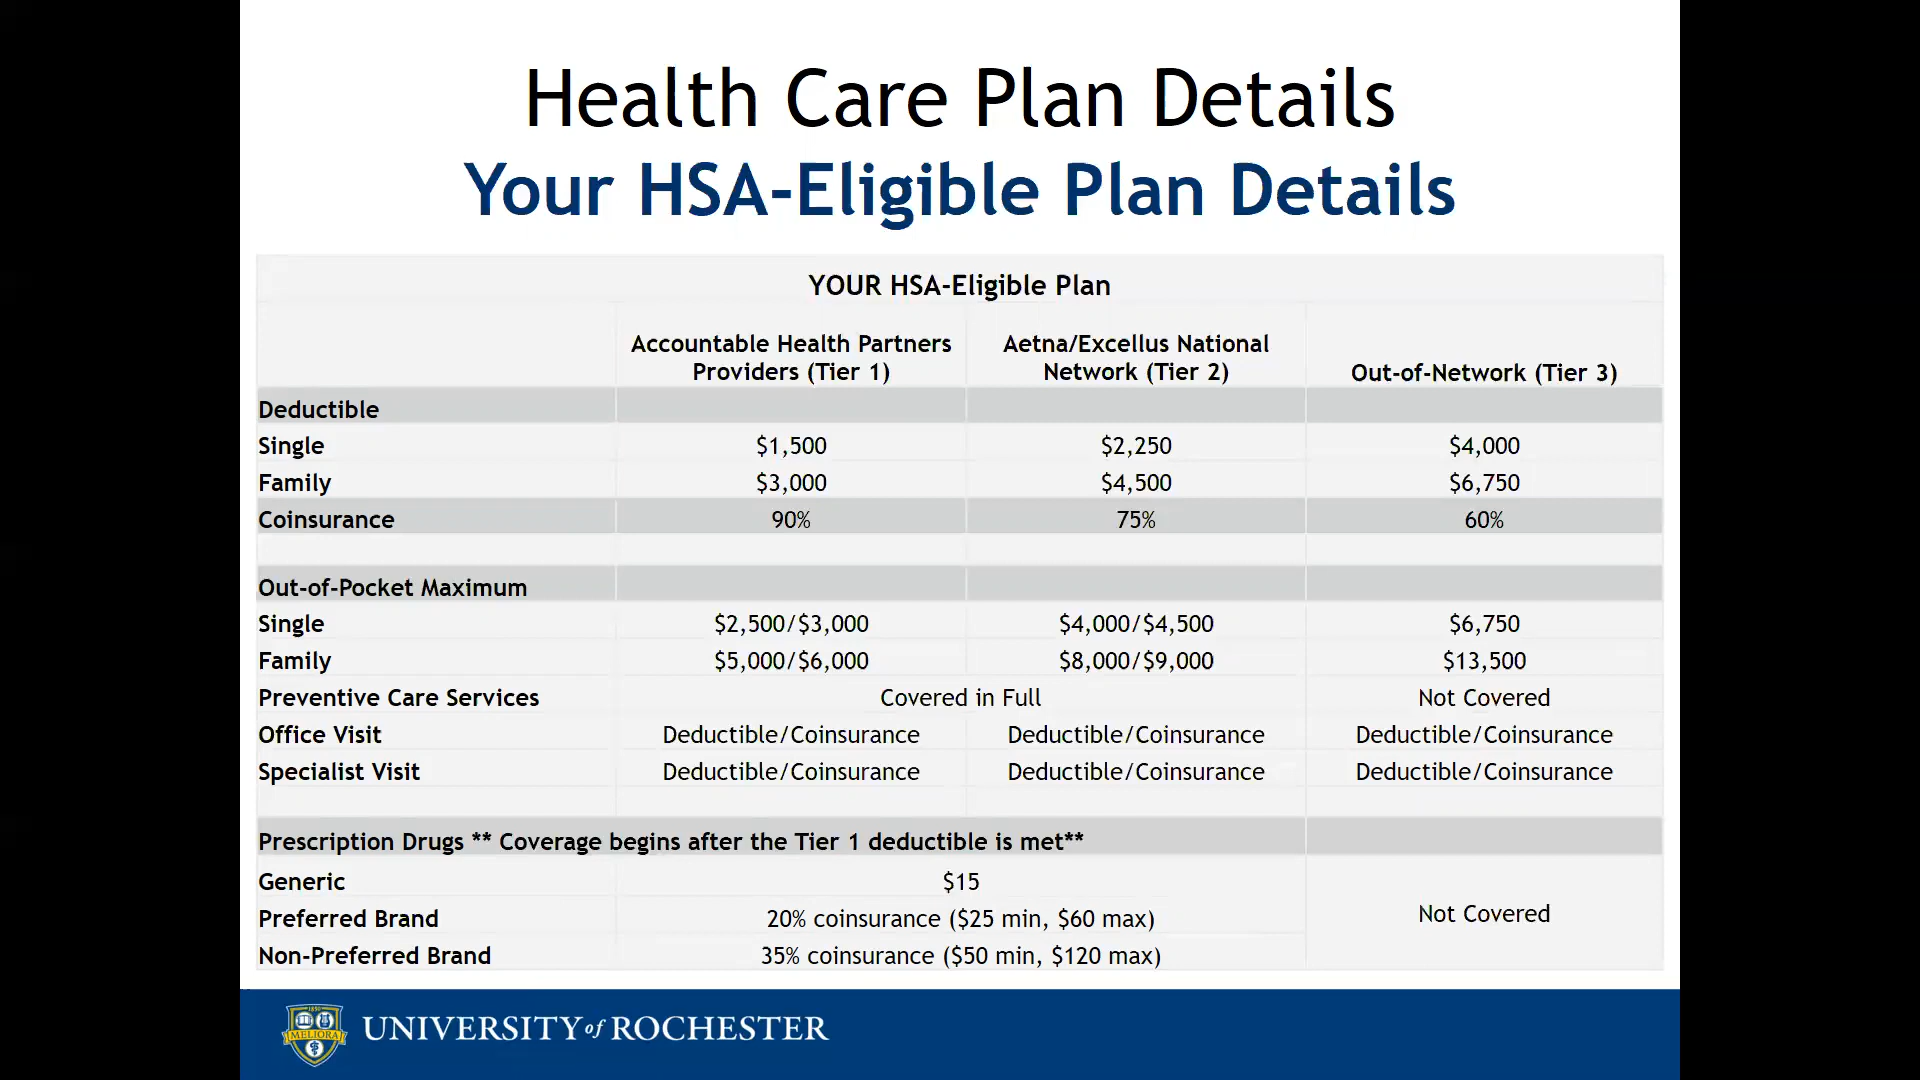 Health Care Plan Details
Your HSA-Eligible Plan Details
YOUR HSA-Eligible Plan
Accountable Health Partners Providers (Tier 1) Aetna/Excellus National Network (Tier 2) Out-of-Network (Tier 3)
Deductible
Single $1,500 $2,250 $4,000
Family $3,000 $4,500 $6,750
Coinsurance 90% 75% 60%
Out-of-Pocket Maximum
Single $2,500/$3,000 $4,000/$4,500 $6,750
Family $5,000/$6,000 $8,000/$9,000 $13,500
Preventive Care Services Covered in Full Not Covered
Office Visit Deductible/Coinsurance Deductible/Coinsurance Deductible/Coinsurance
Specialist Visit Deductible/Coinsurance Deductible/Coinsurance Deductible/Coinsurance
Prescription Drugs ** Coverage begins after the Tier 1 deductible is met**
Generic $15
Preferred Brand 20% coinsurance ($25 min, $60 max) Not Covered
Non-Preferred Brand 35% coinsurance ($50 min, $120 max)
1850
MELIORA
UNIVERSITY of ROCHESTER